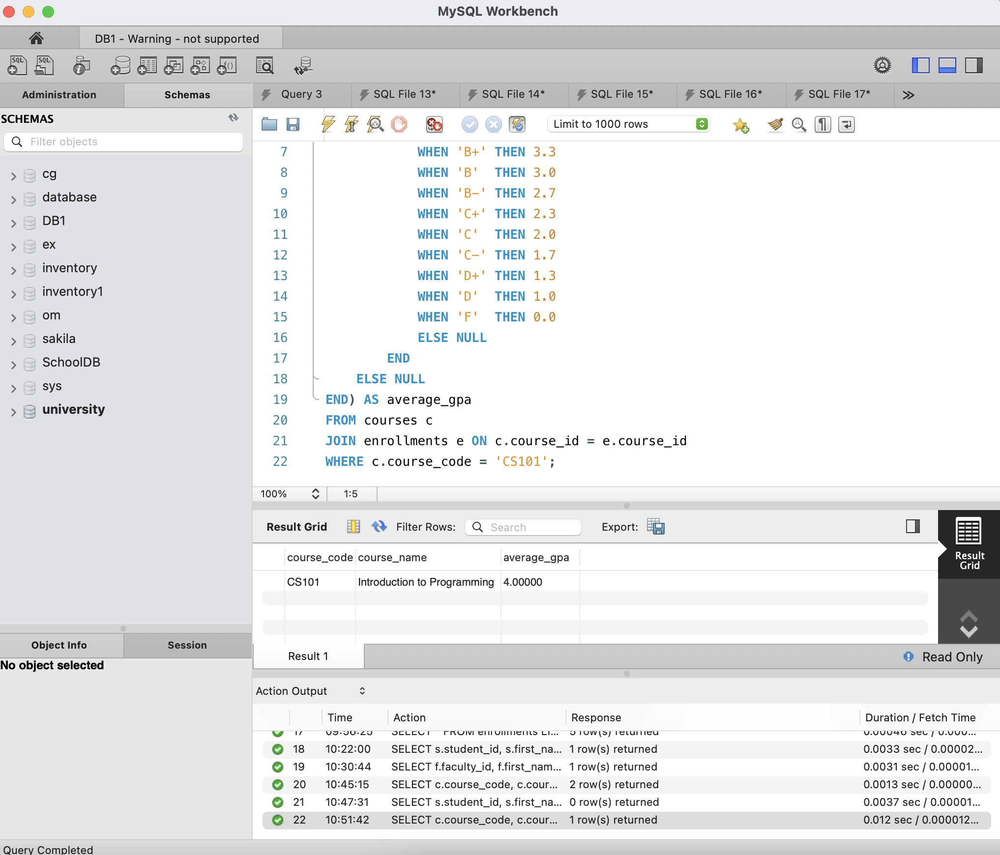 MySQL Workbench
DB1 - Warning - not supported
Administration
Schemas
Query 3
SQL File 13*
SQL File 14*
SQL File 15*
SQL File 16*
SQL File 17*
SCHEMAS
Filter objects
cg
database
DB1
ex
inventory
inventory1
om
sakila
SchoolDB
sys
university
Object Info
Session
No object selected
Limit to 1000 rows
7 WHEN 'B+' THEN 3.3
8 WHEN 'B' THEN 3.0
9 WHEN 'B-' THEN 2.7
10 WHEN 'C+' THEN 2.3
11 WHEN 'C' THEN 2.0
12 WHEN 'C-' THEN 1.7
13 WHEN 'D+' THEN 1.3
14 WHEN 'D' THEN 1.0
15 WHEN 'F' THEN 0.0
16 ELSE NULL
17 END
18 ELSE NULL
19 END) AS average_gpa
20 FROM courses c
21 JOIN enrollments e ON c.course_id = e.course_id
22 WHERE c.course_code = 'CS101';
100% 1:5
Result Grid Filter Rows: Search Export:
course_code course_name average_gpa
CS101 Introduction to Programming 4.00000
Result
Grid
Result 1
Read Only
Action Output
Time Action Response Duration / Fetch Time
17 09:56:25 SELECT * FROM enrollments LI... 5 row(s) returned 0.00046 sec / 0.000...
18 10:22:00 SELECT s.student_id, s.first_na... 1 row(s) returned 0.0033 sec / 0.00002...
19 10:30:44 SELECT f.faculty_id, f.first_nam... 1 row(s) returned 0.0031 sec / 0.00001...
20 10:45:15 SELECT c.course_code, c.cour... 2 row(s) returned 0.0013 sec / 0.00000...
21 10:47:31 SELECT s.student_id, s.first_na... 0 row(s) returned 0.0037 sec / 0.00001...
22 10:51:42 SELECT c.course_code, c.cour... 1 row(s) returned 0.012 sec / 0.000012...
Query Completed